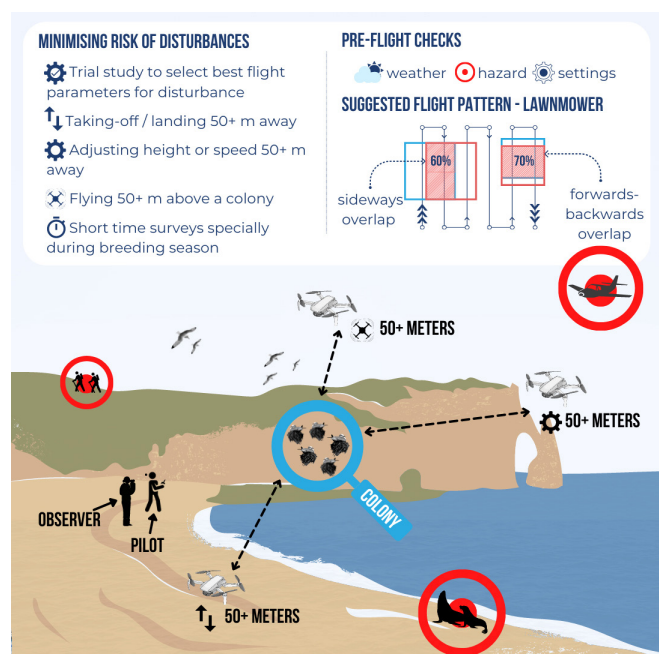 MINIMISING RISK OF DISTURBANCES
Trial study to select best flight
parameters for disturbance
Taking-off / landing 50+ m away
Adjusting height or speed 50+ m
away
Flying 50+ m above a colony
Short time surveys specially
during breeding season
PRE-FLIGHT CHECKS
weather hazard settings
SUGGESTED FLIGHT PATTERN - LAWNMOWER
60%
70%
sideways
overlap
forwards-
backwards
overlap
50+ METERS
50+ METERS
COLONY
OBSERVER
PILOT
50+ METERS